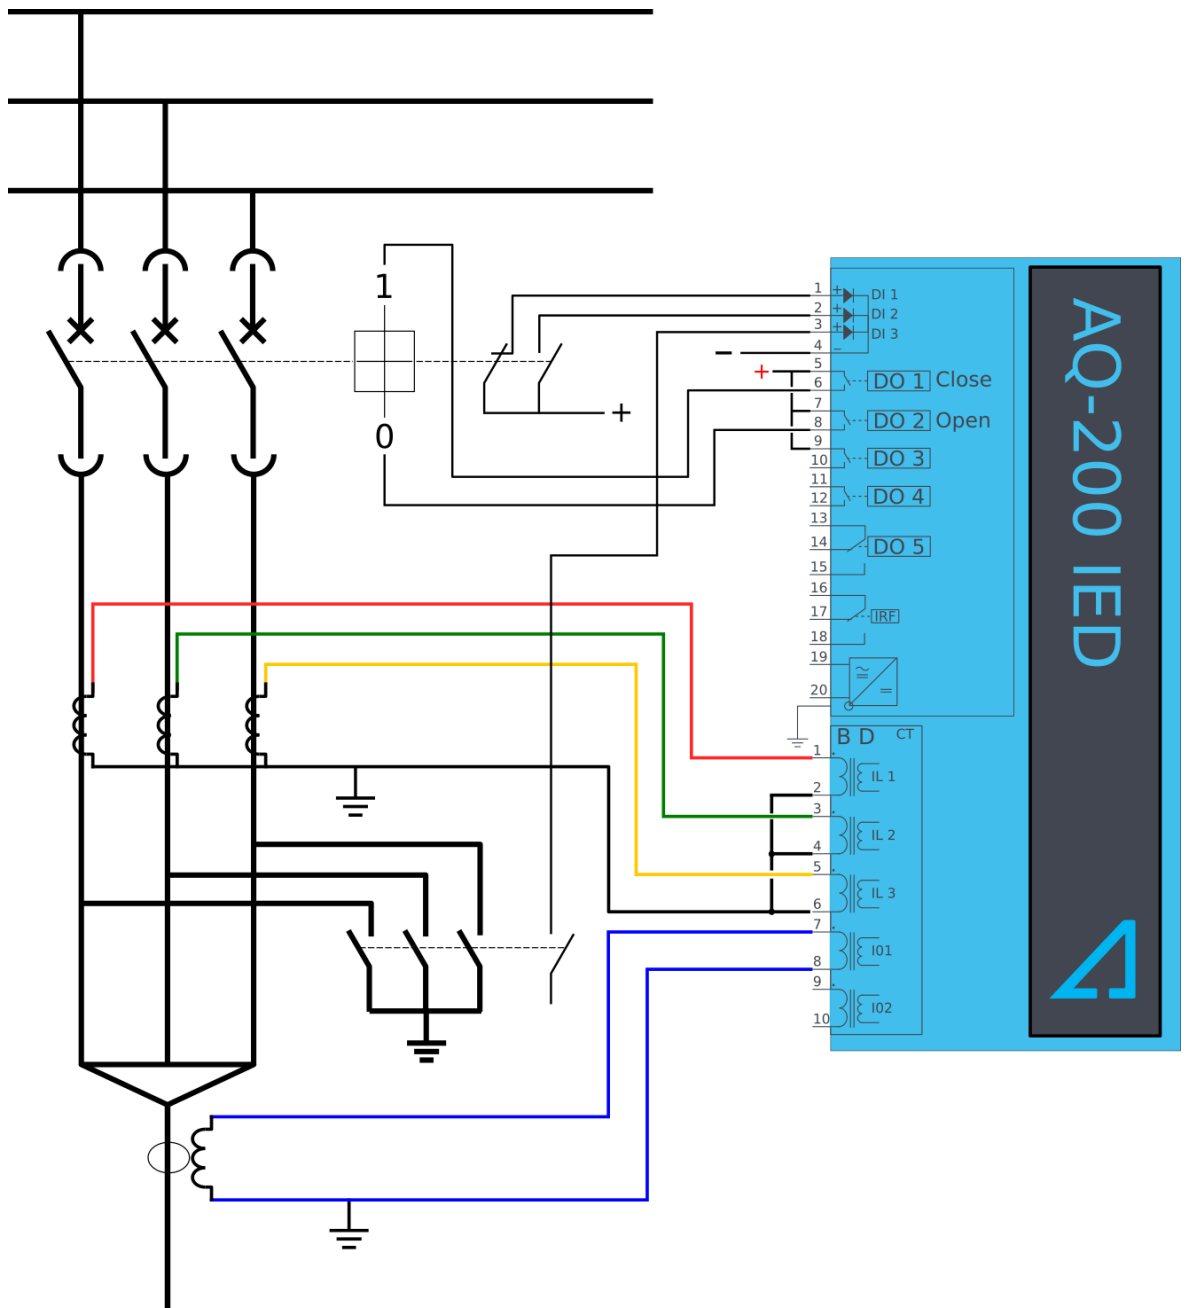 1
0
+
−
+
1 + DI 1
2 + DI 2
3 + DI 3
4 −
5
6 DO 1 Close
7
8 DO 2 Open
9
10 DO 3
11
12 DO 4
13
14 DO 5
15
16
17 IRF
18
19
20
AQ-200 IED
B D CT
1
IL 1
2
3
IL 2
4
5
IL 3
6
7
I01
8
9
I02
10